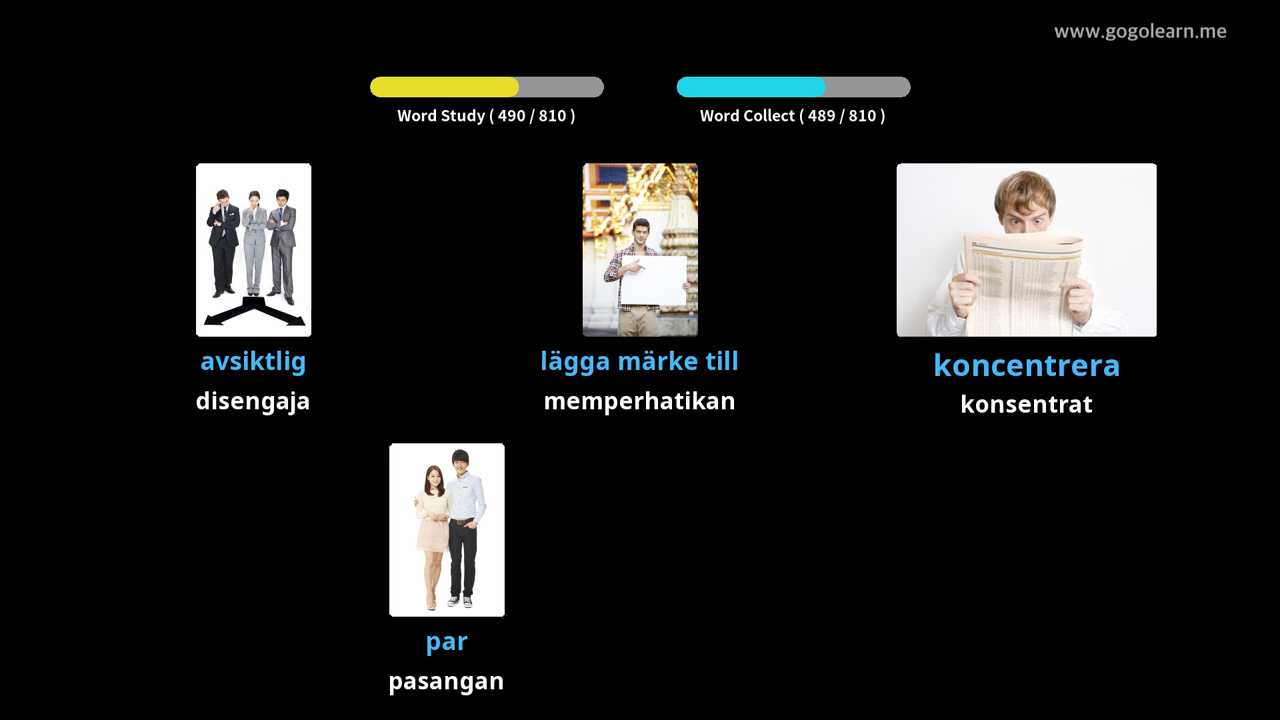 www.gogolearn.me
Word Study ( 490 / 810 )
Word Collect ( 489 / 810 )
avsiktlig
disengaja
lägga märke till
memperhatikan
koncentrera
konsentrat
par
pasangan